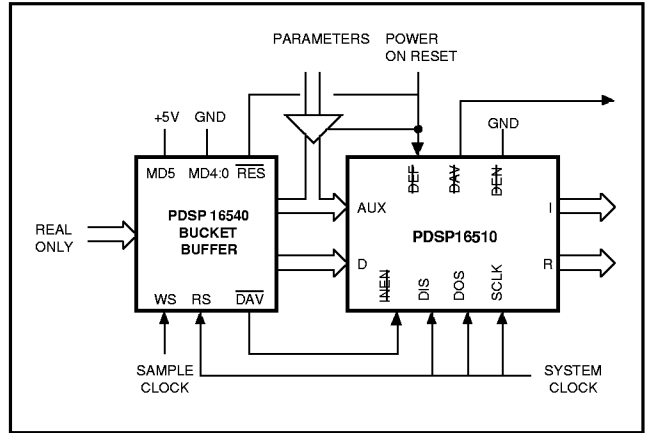 PARAMETERS
POWER
ON RESET
+5V
GND
GND
MD5
MD4:0
RES
DEF
DAV
DEN
REAL
ONLY
PDSP 16540
BUCKET
BUFFER
AUX
D
PDSP16510
I
R
WS
RS
DAV
INEN
DIS
DOS
SCLK
SAMPLE
CLOCK
SYSTEM
CLOCK